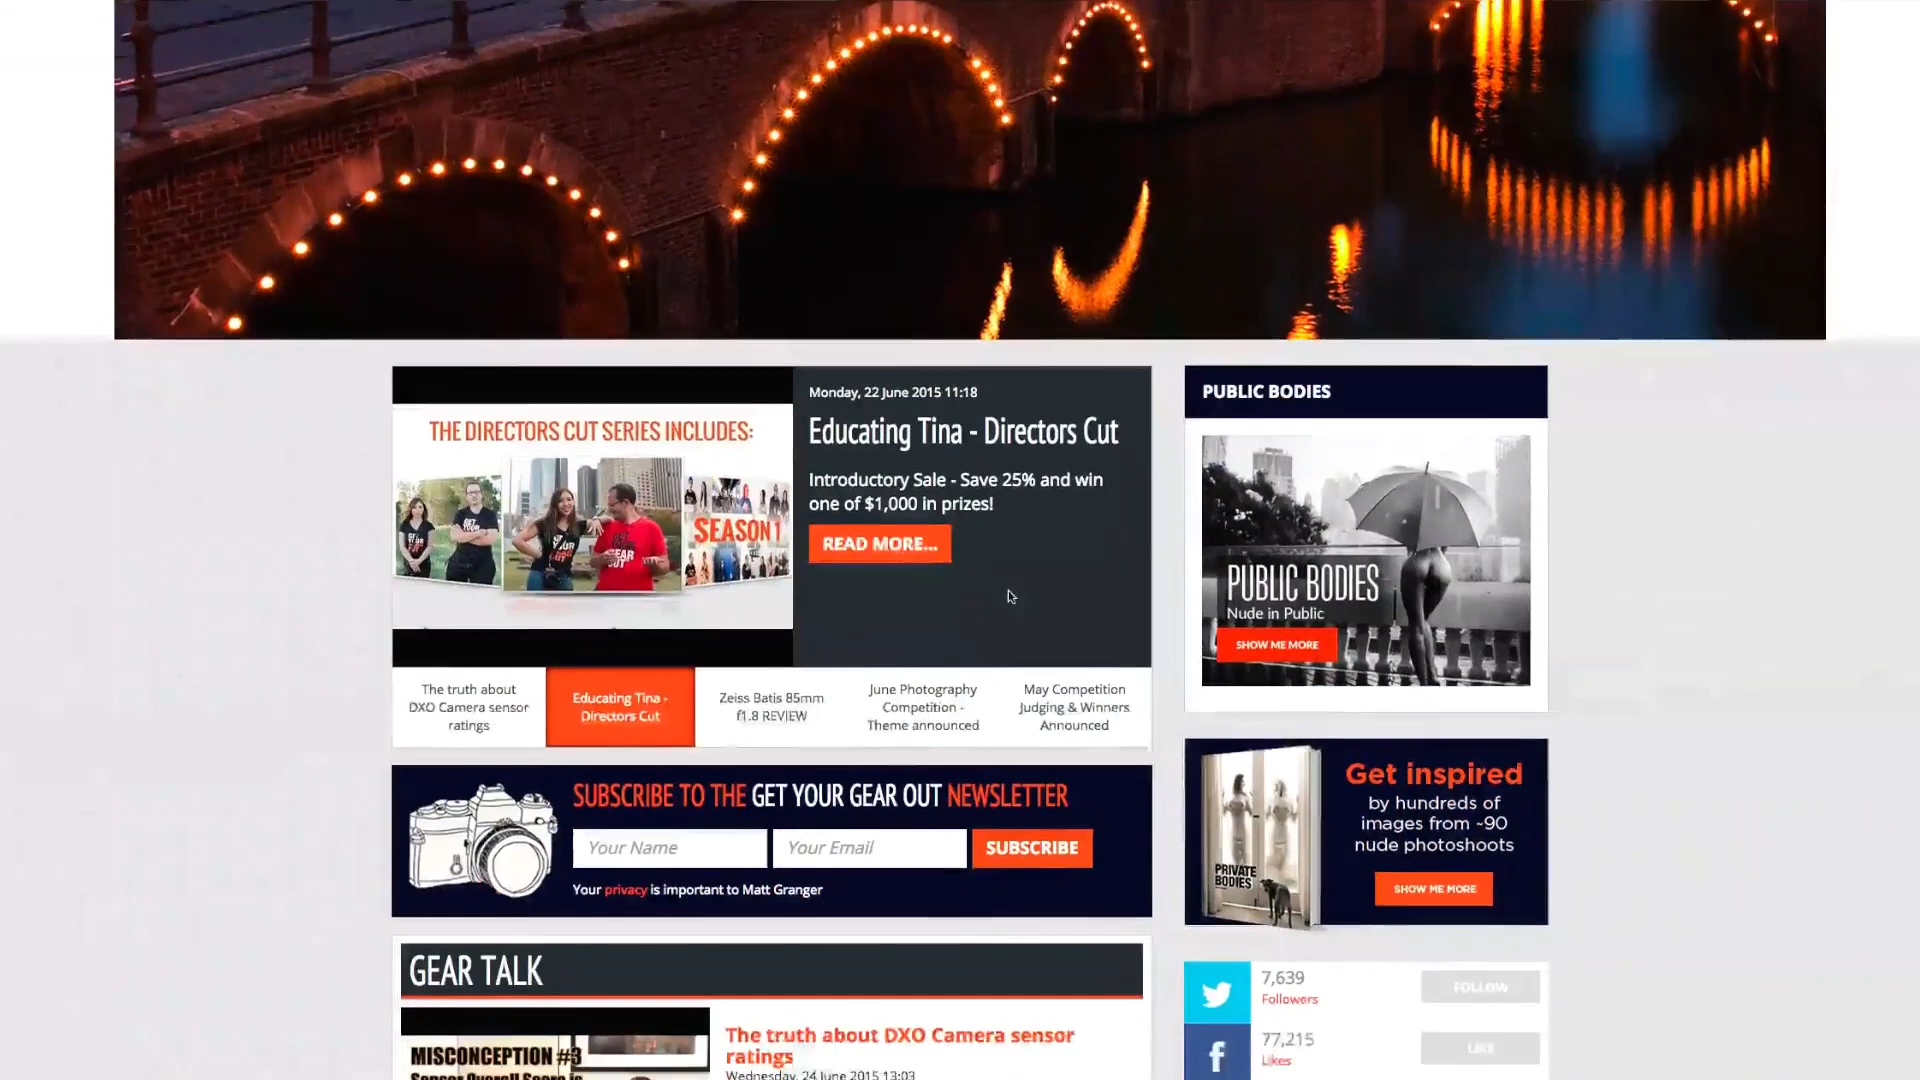 Monday, 22 June 2015 11:18
Educating Tina - Directors Cut
Introductory Sale - Save 25% and win
one of $1,000 in prizes!
READ MORE...
THE DIRECTORS CUT SERIES INCLUDES:
SEASON 1
The truth about
DXO Camera sensor
ratings
Educating Tina -
Directors Cut
Zeiss Batis 85mm
f1.8 REVIEW
June Photography
Competition -
Theme announced
May Competition
Judging & Winners
Announced
SUBSCRIBE TO THE GET YOUR GEAR OUT NEWSLETTER
Your Name
Your Email
SUBSCRIBE
Your privacy is important to Matt Granger
GEAR TALK
MISCONCEPTION #3
Sensor Overall Score is
The truth about DXO Camera sensor
ratings
Wednesday, 24 June 2015 13:03
PUBLIC BODIES
PUBLIC BODIES
Nude in Public
SHOW ME MORE
PRIVATE
BODIES
Get inspired
by hundreds of
images from ~90
nude photoshoots
SHOW ME MORE
7,639
Followers
FOLLOW
77,215
Likes
LIKE